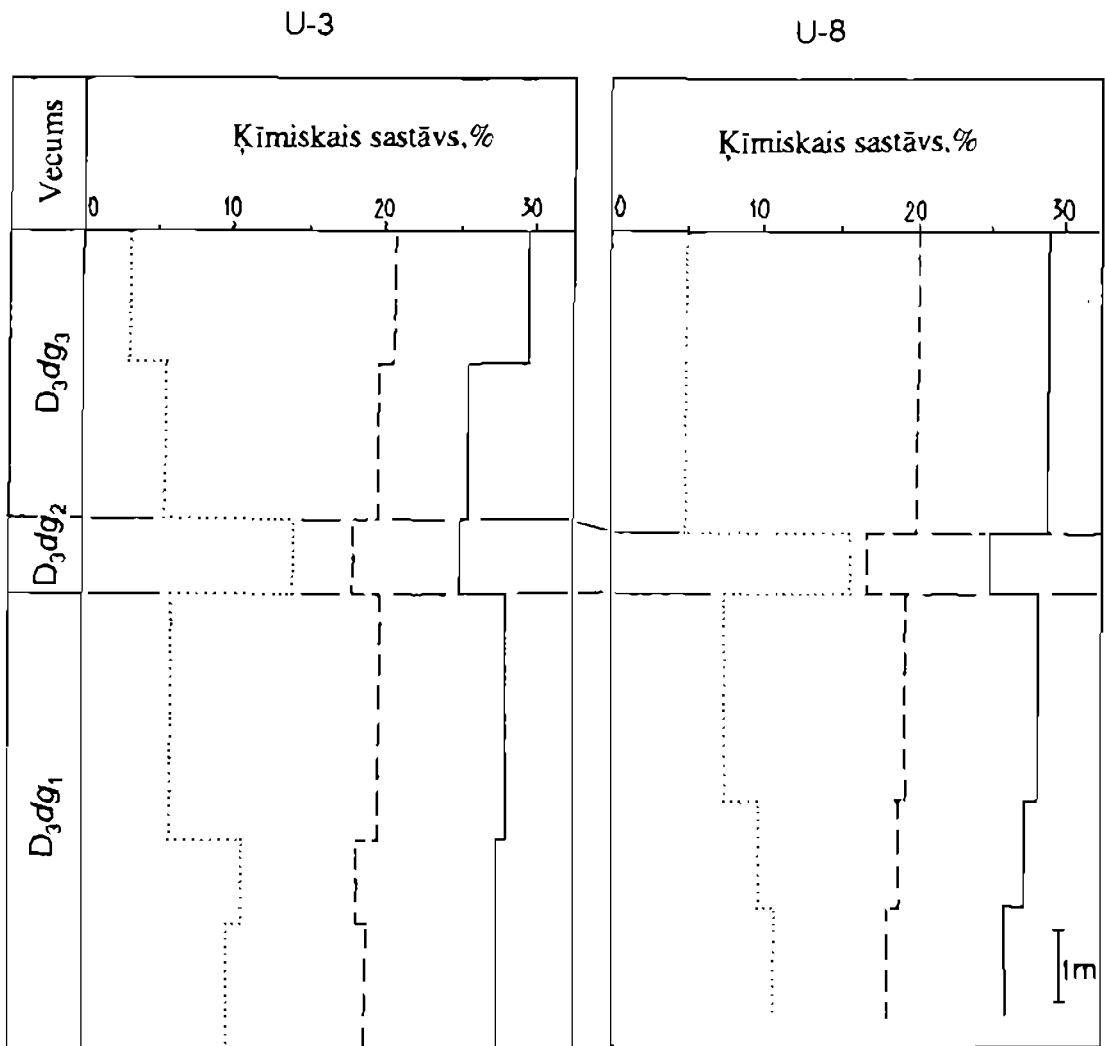 U-3
U-8
Vecums
Ķīmiskais sastāvs,%
Ķīmiskais sastāvs,%
0 10 20 30
0 10 20 30
D₃dg₃
D₃dg₂
D₃dg₁
1m